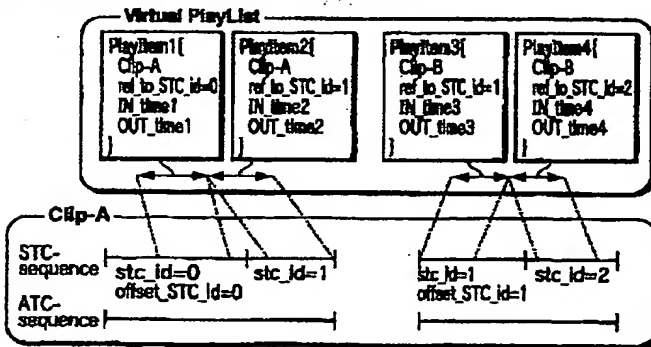 Virtual PlayList
PlayItem1{
Clip-A
ref_to_STC_id=0
IN_time1
OUT_time1
}
PlayItem2{
Clip-A
ref_to_STC_id=1
IN_time2
OUT_time2
}
PlayItem3{
Clip-B
ref_to_STC_id=1
IN_time3
OUT_time3
}
PlayItem4{
Clip-B
ref_to_STC_id=2
IN_time4
OUT_time4
}
Clip-A
STC-
sequence
stc_id=0
offset_STC_id=0
stc_id=1
stc_id=1
offset_STC_id=1
stc_id=2
ATC-
sequence